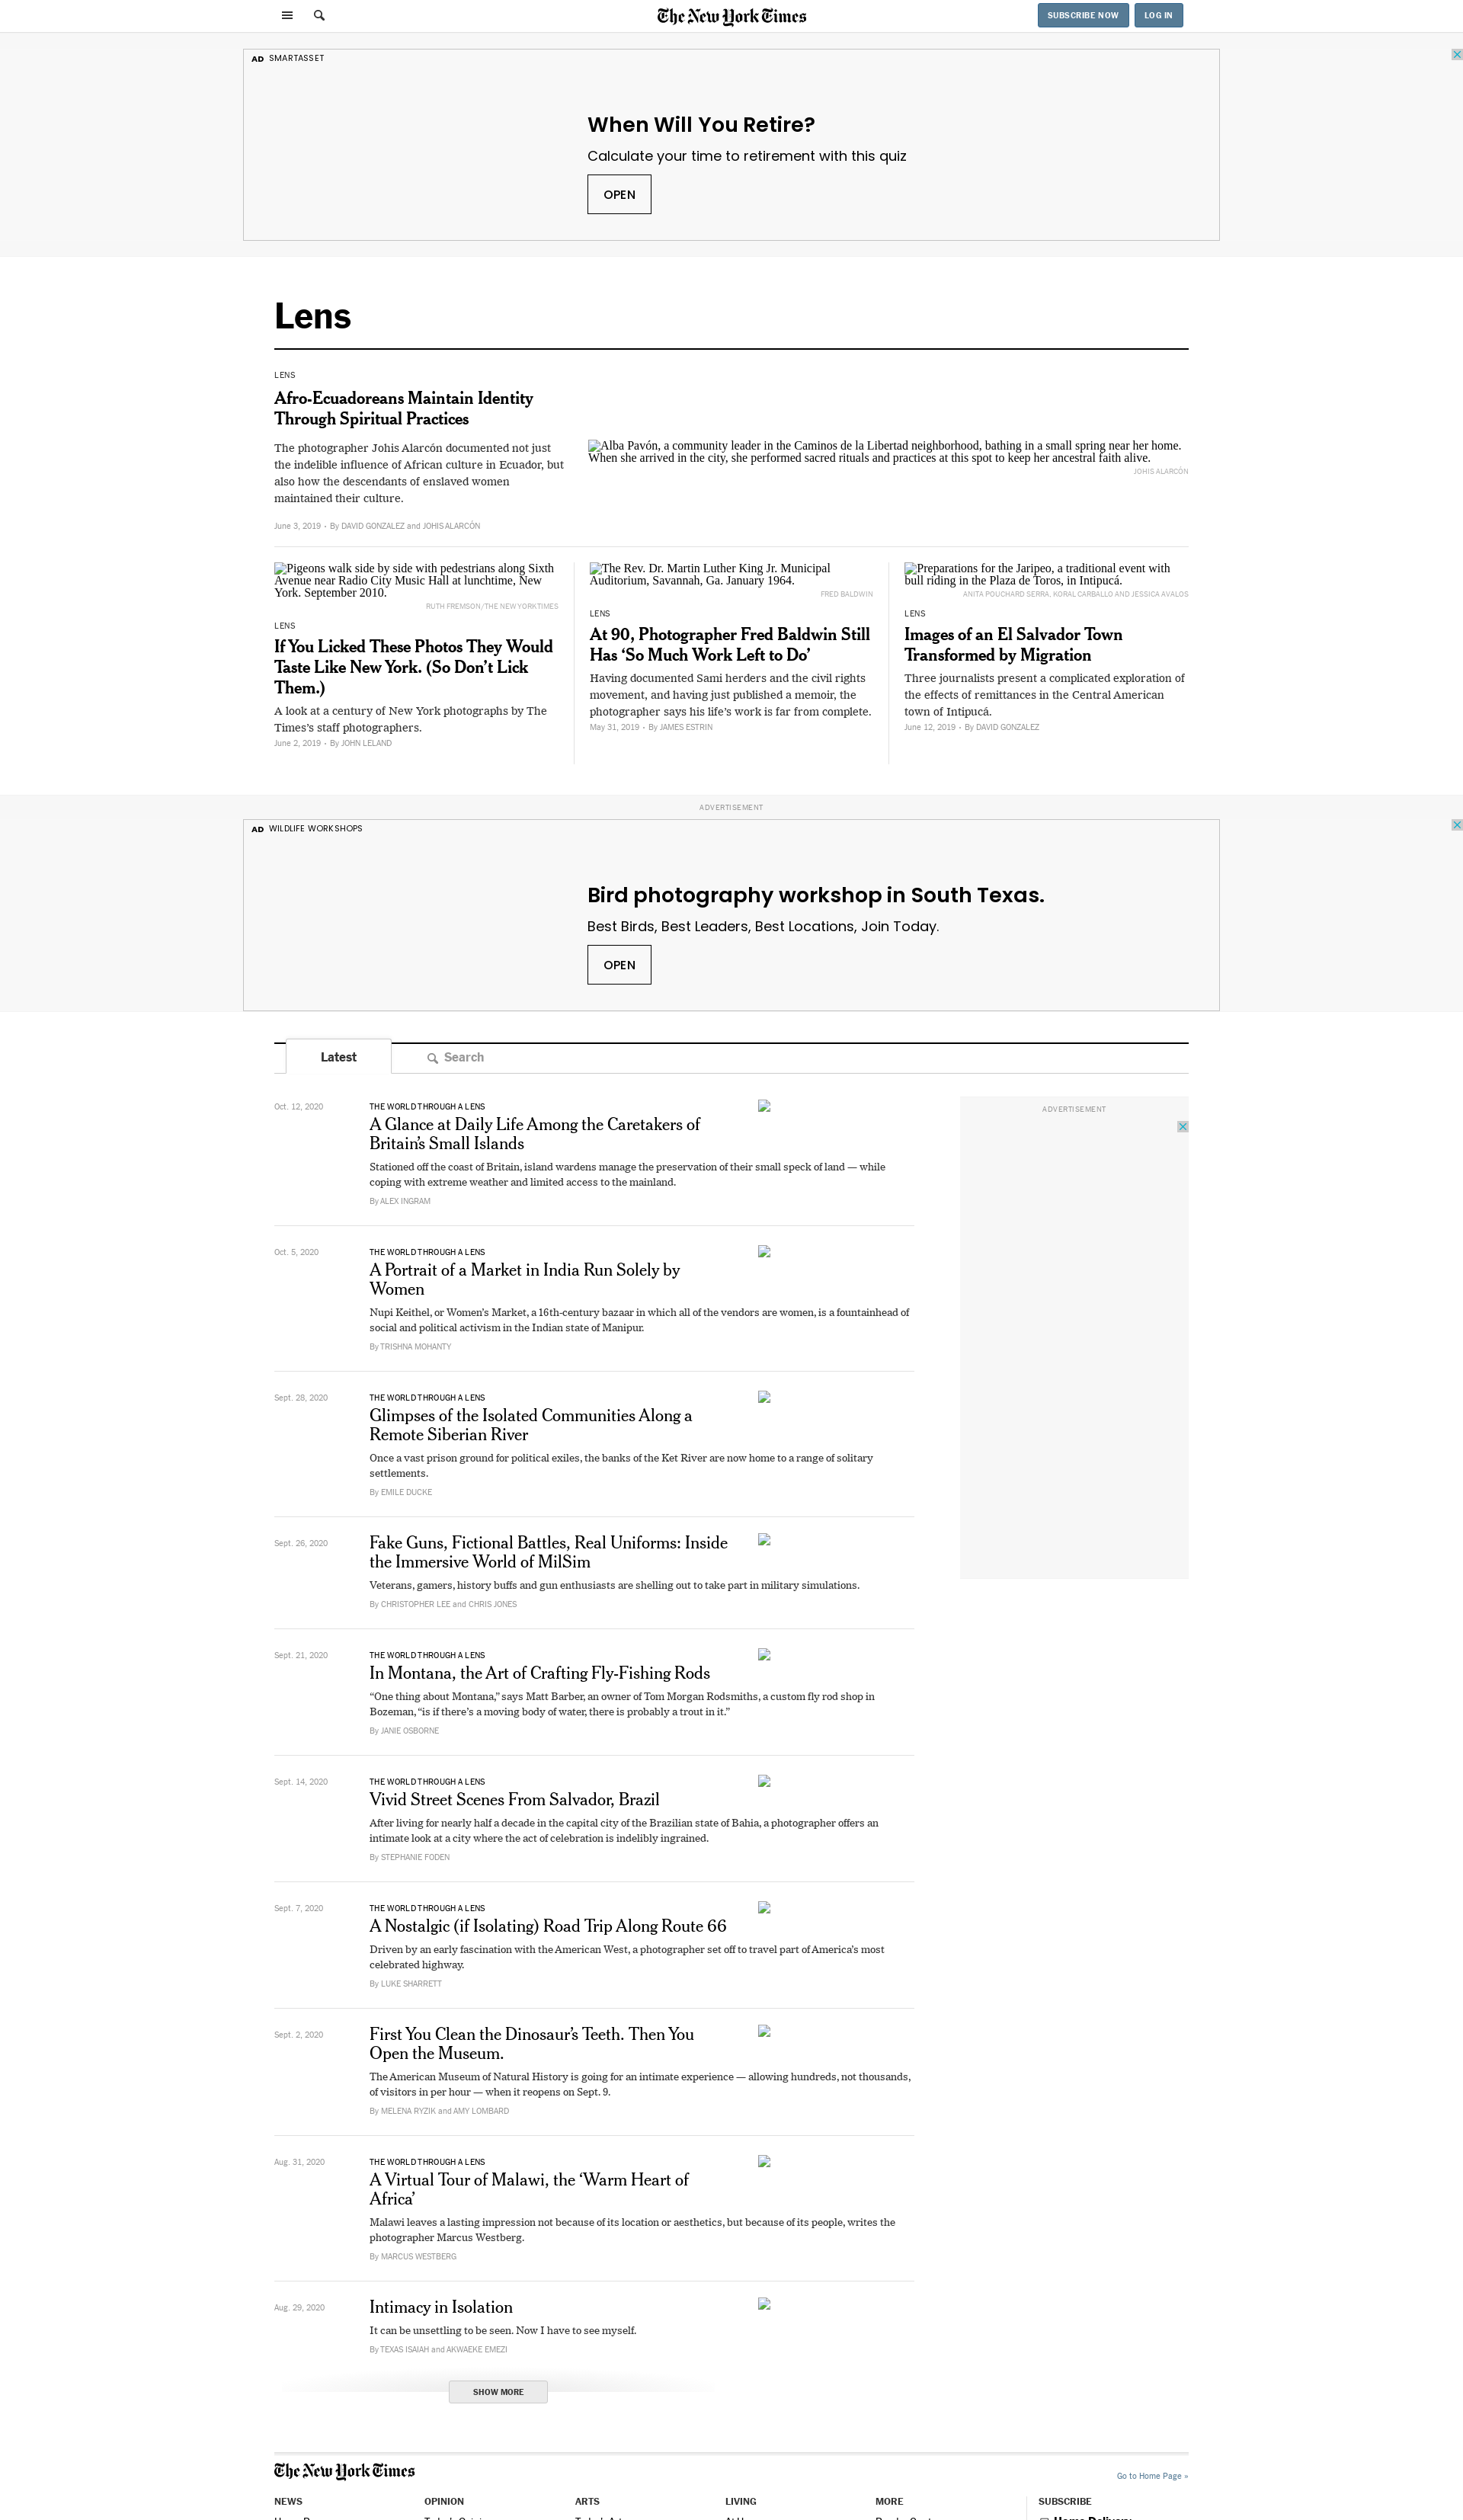 The New York Times
SUBSCRIBE NOW
LOG IN
AD SMARTASSET
When Will You Retire?
Calculate your time to retirement with this quiz
OPEN
Lens
LENS
Afro-Ecuadoreans Maintain Identity
Through Spiritual Practices
The photographer Johis Alarcón documented not just
the indelible influence of African culture in Ecuador, but
also how the descendants of enslaved women
maintained their culture.
June 3, 2019 • By DAVID GONZALEZ and JOHIS ALARCÓN
Alba Pavón, a community leader in the Caminos de la Libertad neighborhood, bathing in a small spring near her home.
When she arrived in the city, she performed sacred rituals and practices at this spot to keep her ancestral faith alive.
JOHIS ALARCÓN
Pigeons walk side by side with pedestrians along Sixth
Avenue near Radio City Music Hall at lunchtime, New
York. September 2010.
RUTH FREMSON/THE NEW YORK TIMES
LENS
If You Licked These Photos They Would
Taste Like New York. (So Don’t Lick
Them.)
A look at a century of New York photographs by The
Times’s staff photographers.
June 2, 2019 • By JOHN LELAND
The Rev. Dr. Martin Luther King Jr. Municipal
Auditorium, Savannah, Ga. January 1964.
FRED BALDWIN
LENS
At 90, Photographer Fred Baldwin Still
Has ‘So Much Work Left to Do’
Having documented Sami herders and the civil rights
movement, and having just published a memoir, the
photographer says his life’s work is far from complete.
May 31, 2019 • By JAMES ESTRIN
Preparations for the Jaripeo, a traditional event with
bull riding in the Plaza de Toros, in Intipucá.
ANITA POUCHARD SERRA, KORAL CARBALLO AND JESSICA AVALOS
LENS
Images of an El Salvador Town
Transformed by Migration
Three journalists present a complicated exploration of
the effects of remittances in the Central American
town of Intipucá.
June 12, 2019 • By DAVID GONZALEZ
ADVERTISEMENT
AD WILDLIFE WORKSHOPS
Bird photography workshop in South Texas.
Best Birds, Best Leaders, Best Locations, Join Today.
OPEN
Latest
Search
ADVERTISEMENT
Oct. 12, 2020
THE WORLD THROUGH A LENS
A Glance at Daily Life Among the Caretakers of
Britain’s Small Islands
Stationed off the coast of Britain, island wardens manage the preservation of their small speck of land — while
coping with extreme weather and limited access to the mainland.
By ALEX INGRAM
Oct. 5, 2020
THE WORLD THROUGH A LENS
A Portrait of a Market in India Run Solely by
Women
Nupi Keithel, or Women’s Market, a 16th-century bazaar in which all of the vendors are women, is a fountainhead of
social and political activism in the Indian state of Manipur.
By TRISHNA MOHANTY
Sept. 28, 2020
THE WORLD THROUGH A LENS
Glimpses of the Isolated Communities Along a
Remote Siberian River
Once a vast prison ground for political exiles, the banks of the Ket River are now home to a range of solitary
settlements.
By EMILE DUCKE
Sept. 26, 2020
Fake Guns, Fictional Battles, Real Uniforms: Inside
the Immersive World of MilSim
Veterans, gamers, history buffs and gun enthusiasts are shelling out to take part in military simulations.
By CHRISTOPHER LEE and CHRIS JONES
Sept. 21, 2020
THE WORLD THROUGH A LENS
In Montana, the Art of Crafting Fly-Fishing Rods
“One thing about Montana,” says Matt Barber, an owner of Tom Morgan Rodsmiths, a custom fly rod shop in
Bozeman, “is if there’s a moving body of water, there is probably a trout in it.”
By JANIE OSBORNE
Sept. 14, 2020
THE WORLD THROUGH A LENS
Vivid Street Scenes From Salvador, Brazil
After living for nearly half a decade in the capital city of the Brazilian state of Bahia, a photographer offers an
intimate look at a city where the act of celebration is indelibly ingrained.
By STEPHANIE FODEN
Sept. 7, 2020
THE WORLD THROUGH A LENS
A Nostalgic (if Isolating) Road Trip Along Route 66
Driven by an early fascination with the American West, a photographer set off to travel part of America’s most
celebrated highway.
By LUKE SHARRETT
Sept. 2, 2020
First You Clean the Dinosaur’s Teeth. Then You
Open the Museum.
The American Museum of Natural History is going for an intimate experience — allowing hundreds, not thousands,
of visitors in per hour — when it reopens on Sept. 9.
By MELENA RYZIK and AMY LOMBARD
Aug. 31, 2020
THE WORLD THROUGH A LENS
A Virtual Tour of Malawi, the ‘Warm Heart of
Africa’
Malawi leaves a lasting impression not because of its location or aesthetics, but because of its people, writes the
photographer Marcus Westberg.
By MARCUS WESTBERG
Aug. 29, 2020
Intimacy in Isolation
It can be unsettling to be seen. Now I have to see myself.
By TEXAS ISAIAH and AKWAEKE EMEZI
SHOW MORE
The New York Times
Go to Home Page »
NEWS
OPINION
ARTS
LIVING
MORE
SUBSCRIBE